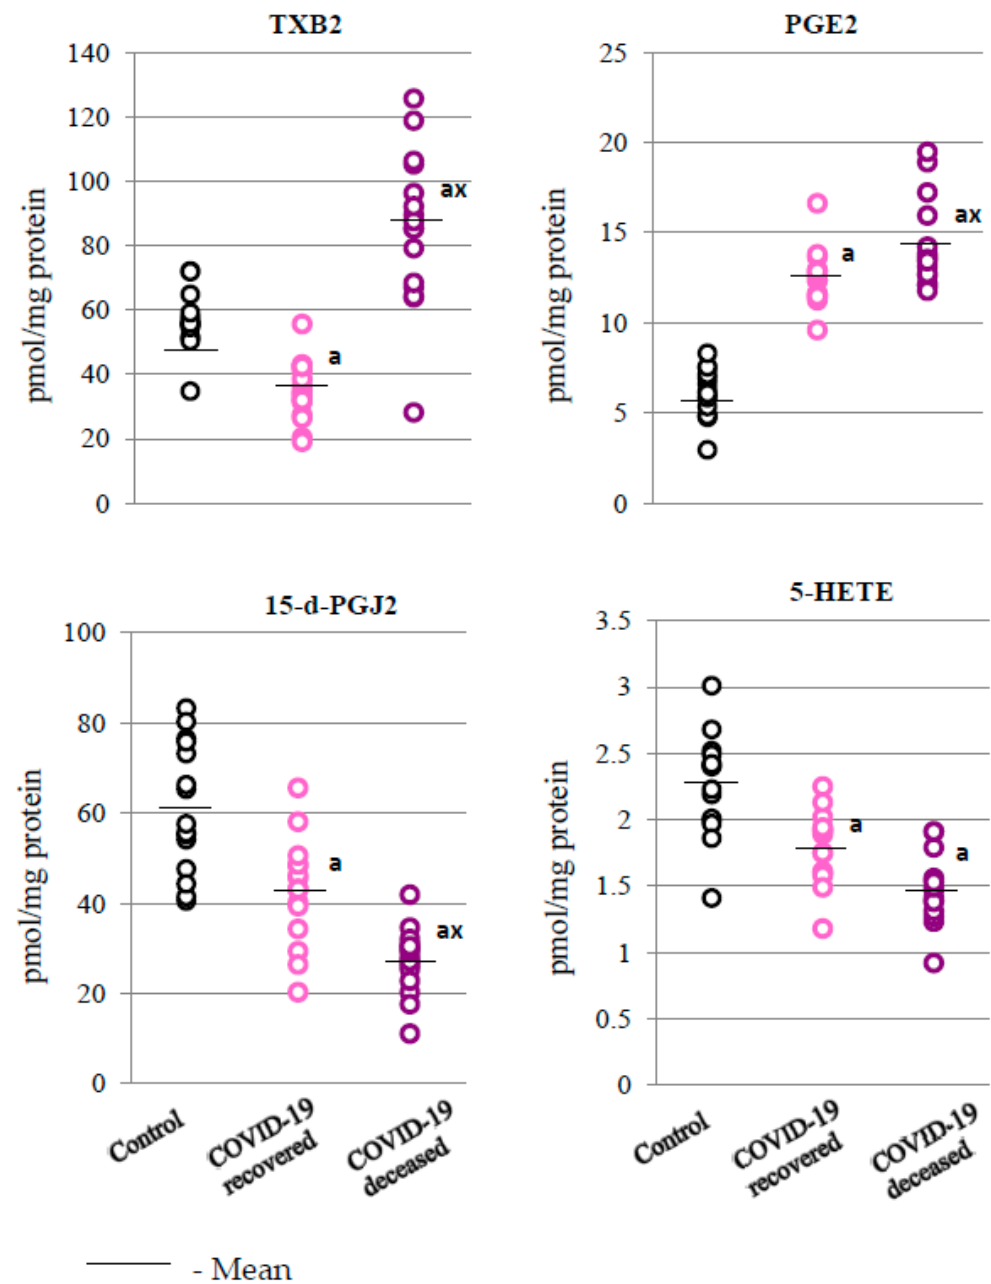 TXB2
140
120
100
80
60
40
20
0
pmol/mg protein
a
ax
PGE2
25
20
15
10
5
0
pmol/mg protein
a
ax
15-d-PGJ2
100
80
60
40
20
0
pmol/mg protein
a
ax
Control
COVID-19
recovered
COVID-19
deceased
5-HETE
3.5
3
2.5
2
1.5
1
0.5
0
pmol/mg protein
a
a
Control
COVID-19
recovered
COVID-19
deceased
- Mean